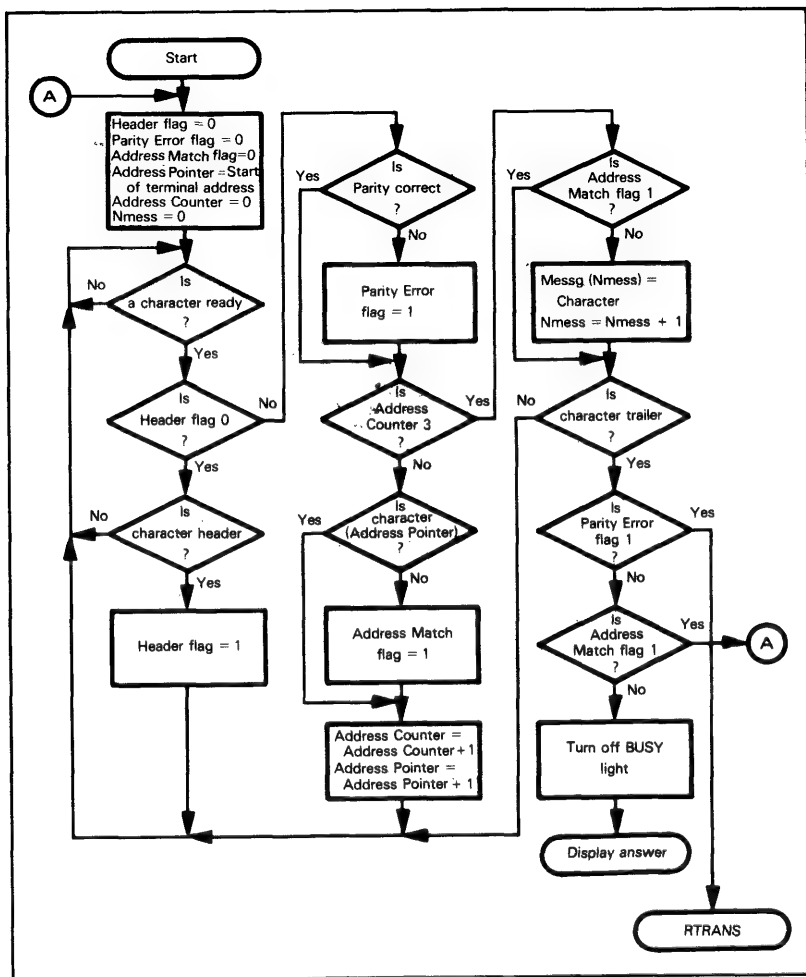 Start
A
Header flag = 0
Parity Error flag = 0
Address Match flag=0
Address Pointer = Start
of terminal address
Address Counter = 0
Nmess = 0
Is
a character ready
?
No
Yes
Is
Header flag 0
?
No
Yes
Is
character header
?
No
Yes
Header flag = 1
Is
Parity correct
?
Yes
No
Parity Error
flag = 1
Is
Address
Counter 3
?
Yes
No
Is
character
(Address Pointer)
?
Yes
No
Address Match
flag = 1
Address Counter =
Address Counter + 1
Address Pointer =
Address Pointer + 1
Is
Address
Match flag 1
?
Yes
No
Messg (Nmess) =
Character
Nmess = Nmess + 1
Is
character trailer
?
No
Yes
Is
Parity Error
flag 1
?
Yes
No
Is
Address
Match flag 1
?
Yes
A
No
Turn off BUSY
light
Display answer
RTRANS